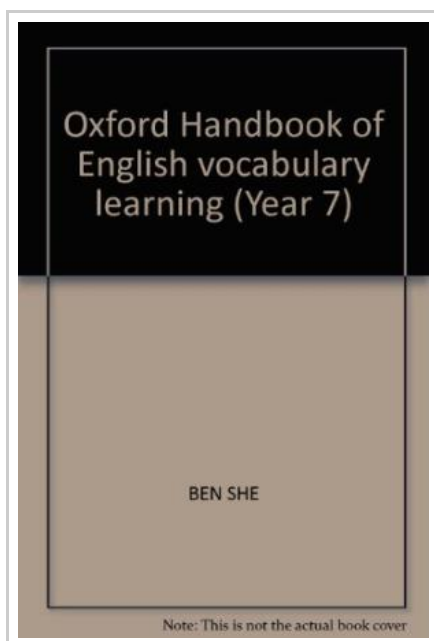 Oxford Handbook of
English vocabulary
learning (Year 7)
BEN SHE
Note: This is not the actual book cover